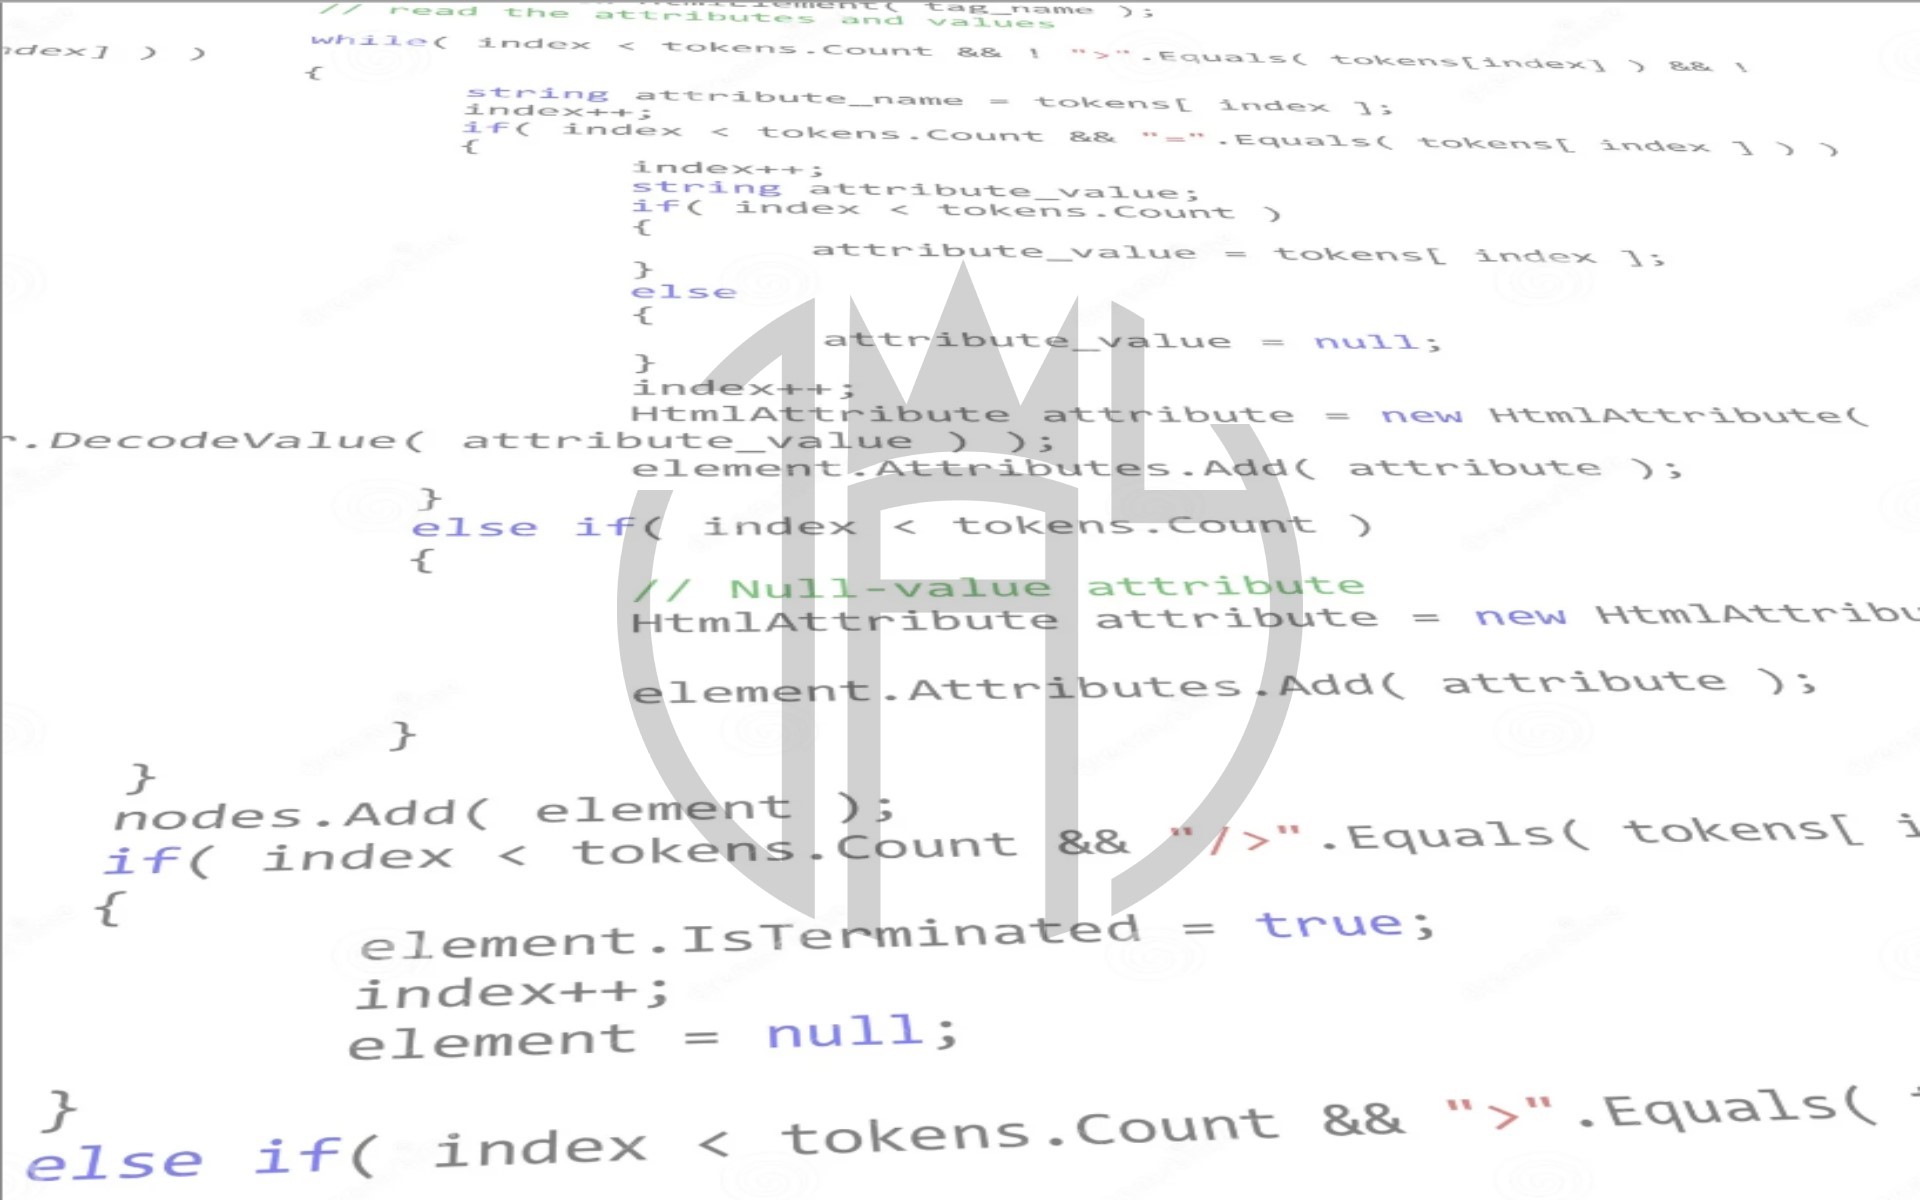 tag_name );
// read the attributes and values
while( index < tokens.Count && ! ">".Equals( tokens[index] ) && !
ndex] ) )
{
string attribute_name = tokens[ index ];
index++;
if( index < tokens.Count && "=".Equals( tokens[ index ] ) )
{
index++;
string attribute_value;
if( index < tokens.Count )
{
attribute_value = tokens[ index ];
}
else
{
attribute_value = null;
}
index++;
HtmlAttribute attribute = new HtmlAttribute(
r.DecodeValue( attribute_value ) );
element.Attributes.Add( attribute );
}
else if( index < tokens.Count )
{
// Null-value attribute
HtmlAttribute attribute = new HtmlAttribu
element.Attributes.Add( attribute );
}
}
nodes.Add( element );
if( index < tokens.Count && "/>".Equals( tokens[ i
{
element.IsTerminated = true;
index++;
element = null;
}
else if( index < tokens.Count && ">".Equals( t